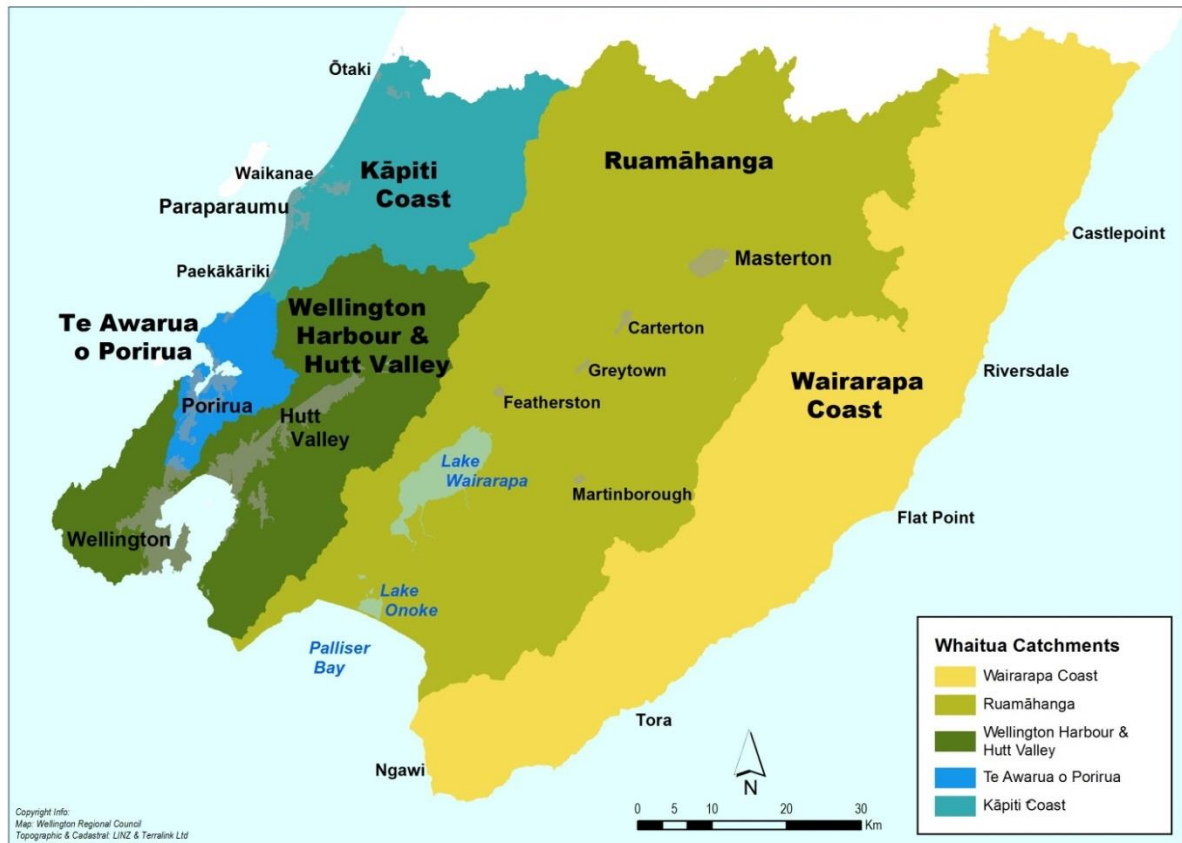 Ōtaki
Waikanae
Paraparaumu
Kāpiti
Coast
Ruamāhanga
Paekākāriki
Masterton
Castlepoint
Te Awarua
o Porirua
Wellington
Harbour &
Hutt Valley
Carterton
Greytown
Featherston
Wairarapa
Coast
Riversdale
Porirua
Hutt
Valley
Lake
Wairarapa
Martinborough
Flat Point
Wellington
Lake
Onoke
Palliser
Bay
Tora
Ngawi
N
0 5 10 20 30
Km
Whaitua Catchments
Wairarapa Coast
Ruamāhanga
Wellington Harbour &
Hutt Valley
Te Awarua o Porirua
Kāpiti Coast
Copyright Info:
Map: Wellington Regional Council
Topographic & Cadastral: LINZ & Terralink Ltd